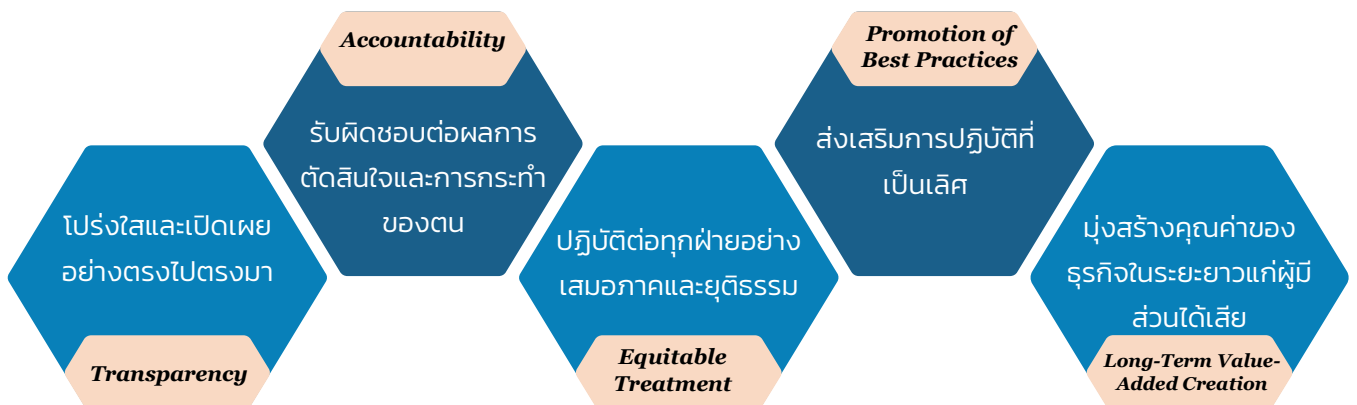 โปร่งใสและเปิดเผย
อย่างตรงไปตรงมา
Transparency
Accountability
รับผิดชอบต่อผลการ
ตัดสินใจและการกระทำ
ของตน
ปฏิบัติต่อทุกฝ่ายอย่าง
เสมอภาคและยุติธรรม
Equitable
Treatment
Promotion of
Best Practices
ส่งเสริมการปฏิบัติที่
เป็นเลิศ
มุ่งสร้างคุณค่าของ
ธุรกิจในระยะยาวแก่ผู้มี
ส่วนได้เสีย
Long-Term Value-
Added Creation